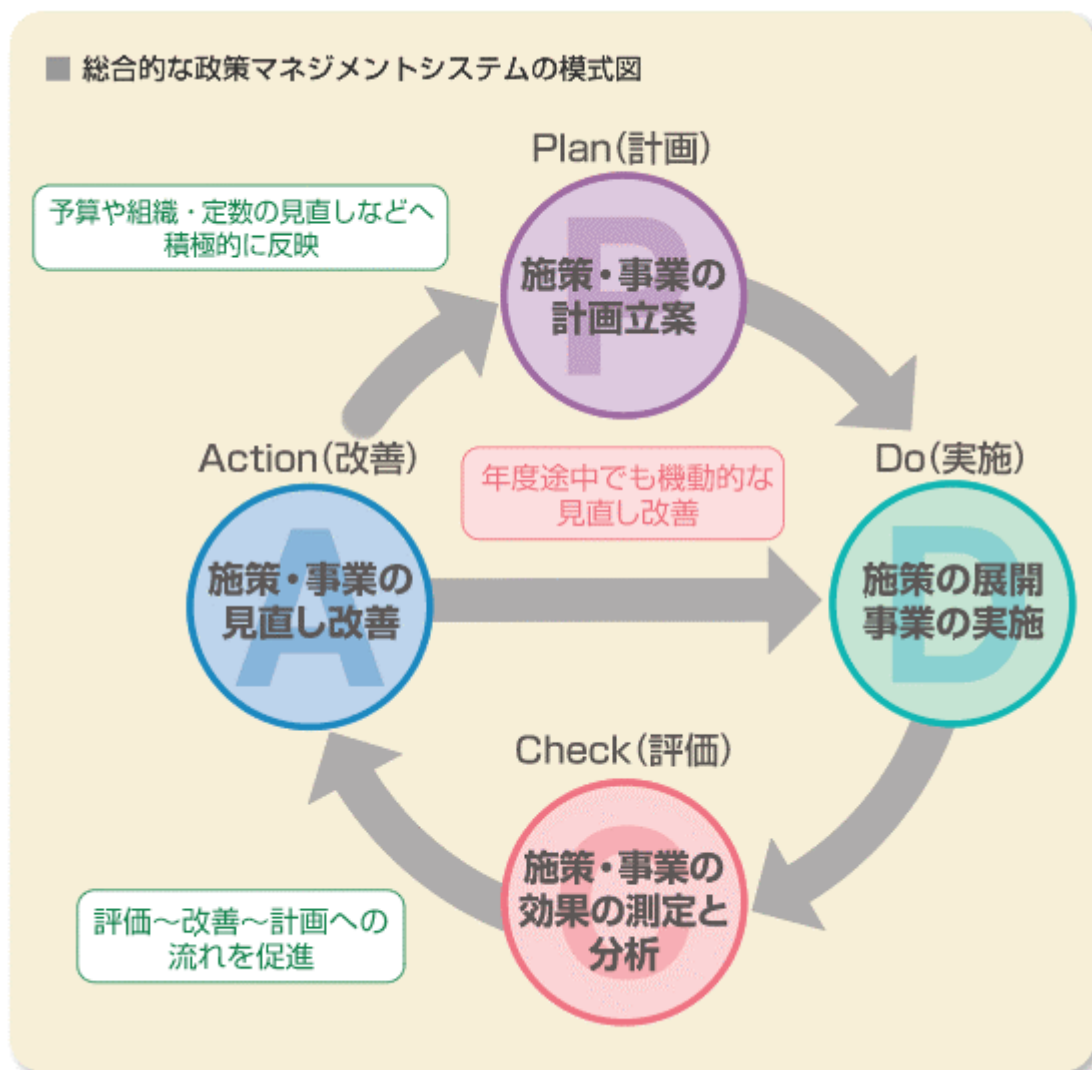 ■ 総合的な政策マネジメントシステムの模式図
Plan(計画)
予算や組織・定数の見直しなどへ
積極的に反映
P
施策・事業の
計画立案
Action(改善)
年度途中でも機動的な
見直し改善
Do(実施)
A
施策・事業の
見直し改善
D
施策の展開
事業の実施
Check(評価)
C
施策・事業の
効果の測定と
分析
評価～改善～計画への
流れを促進